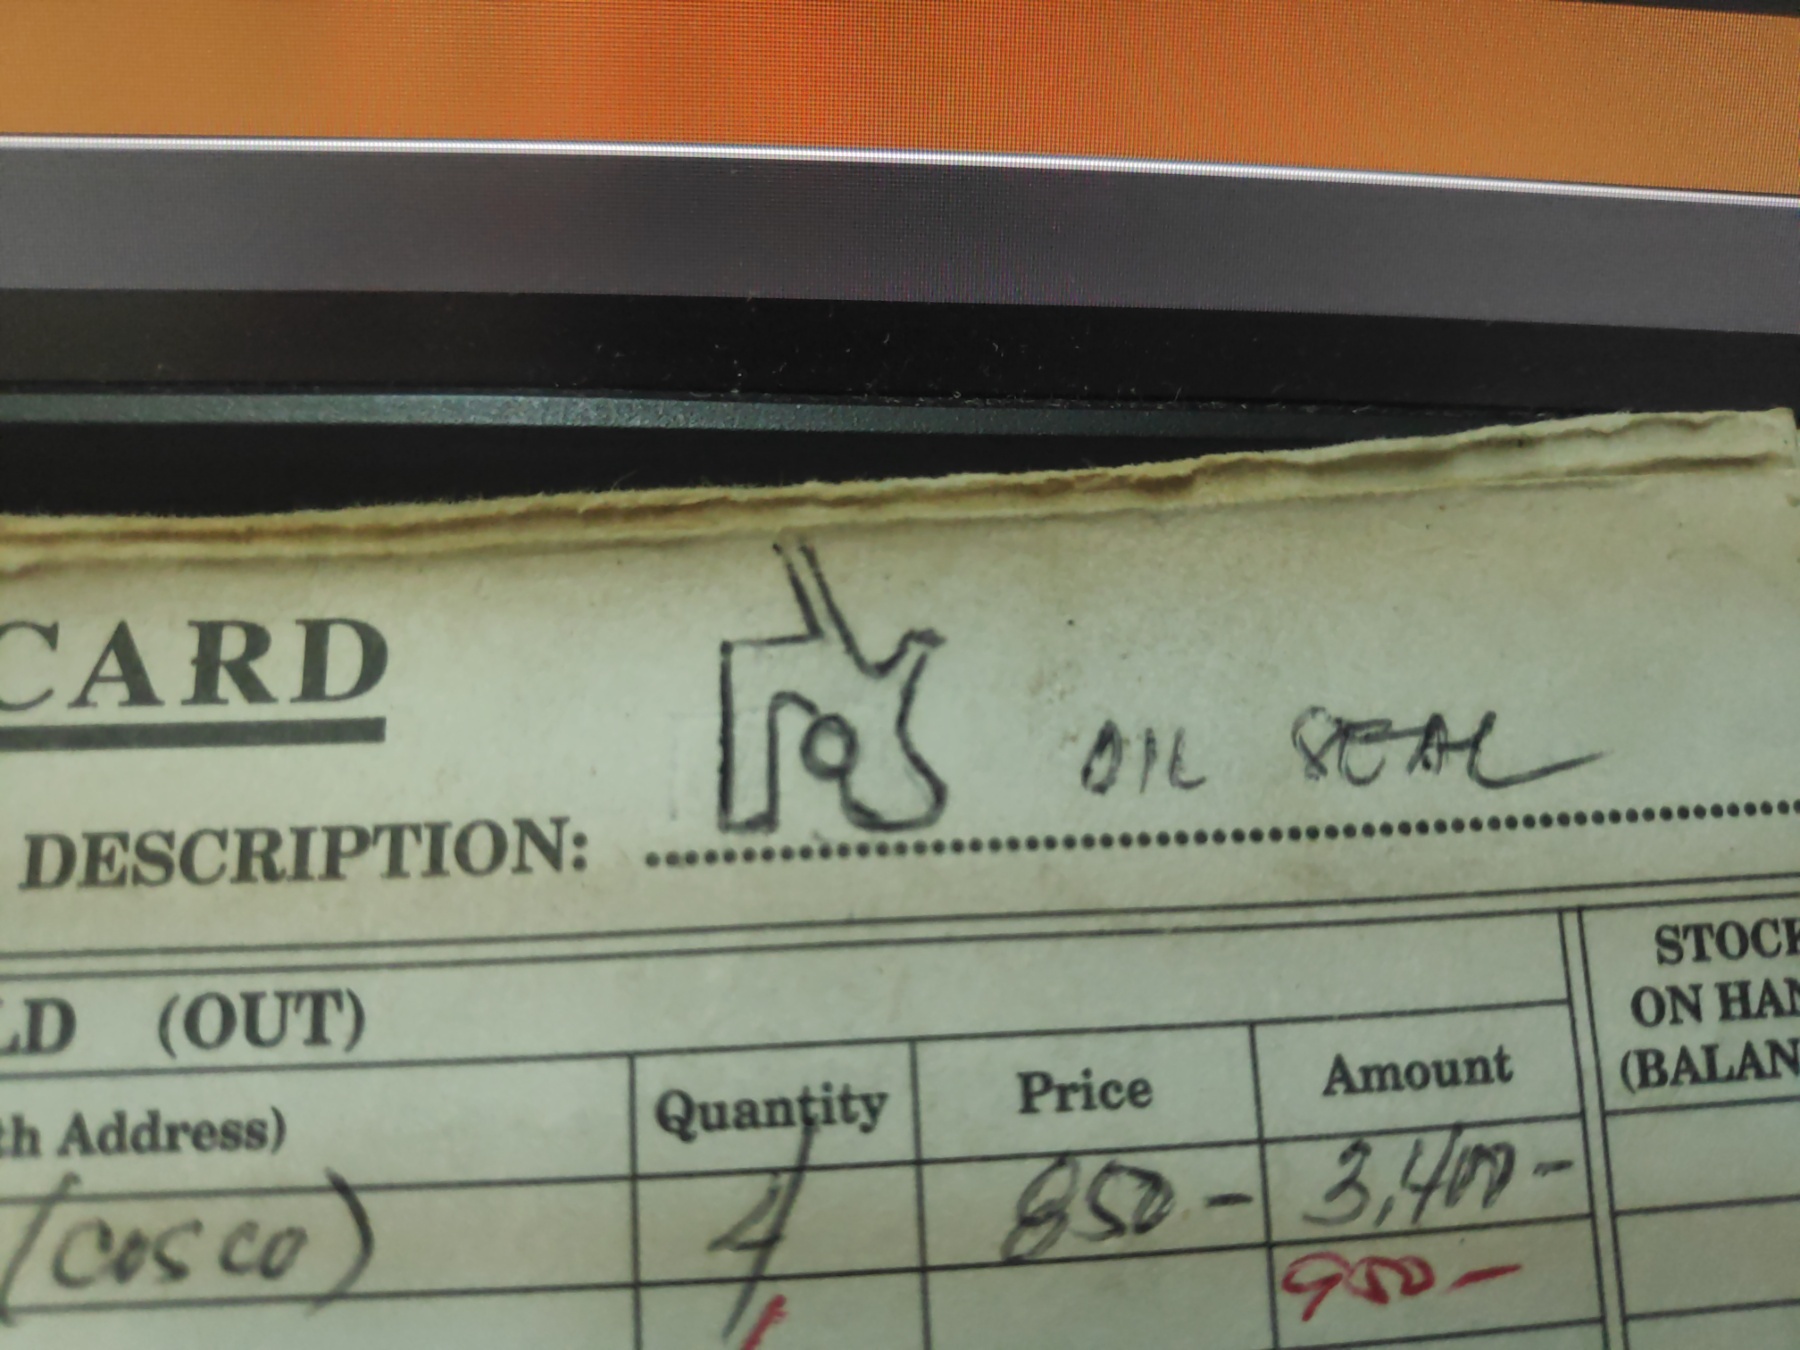 CARD
OIL SEAL
DESCRIPTION:
LD (OUT)
STOCK
ON HAN
(BALAN
th Address) Quantity Price Amount
(COSCO) 4 850- 3,400-
1 950-